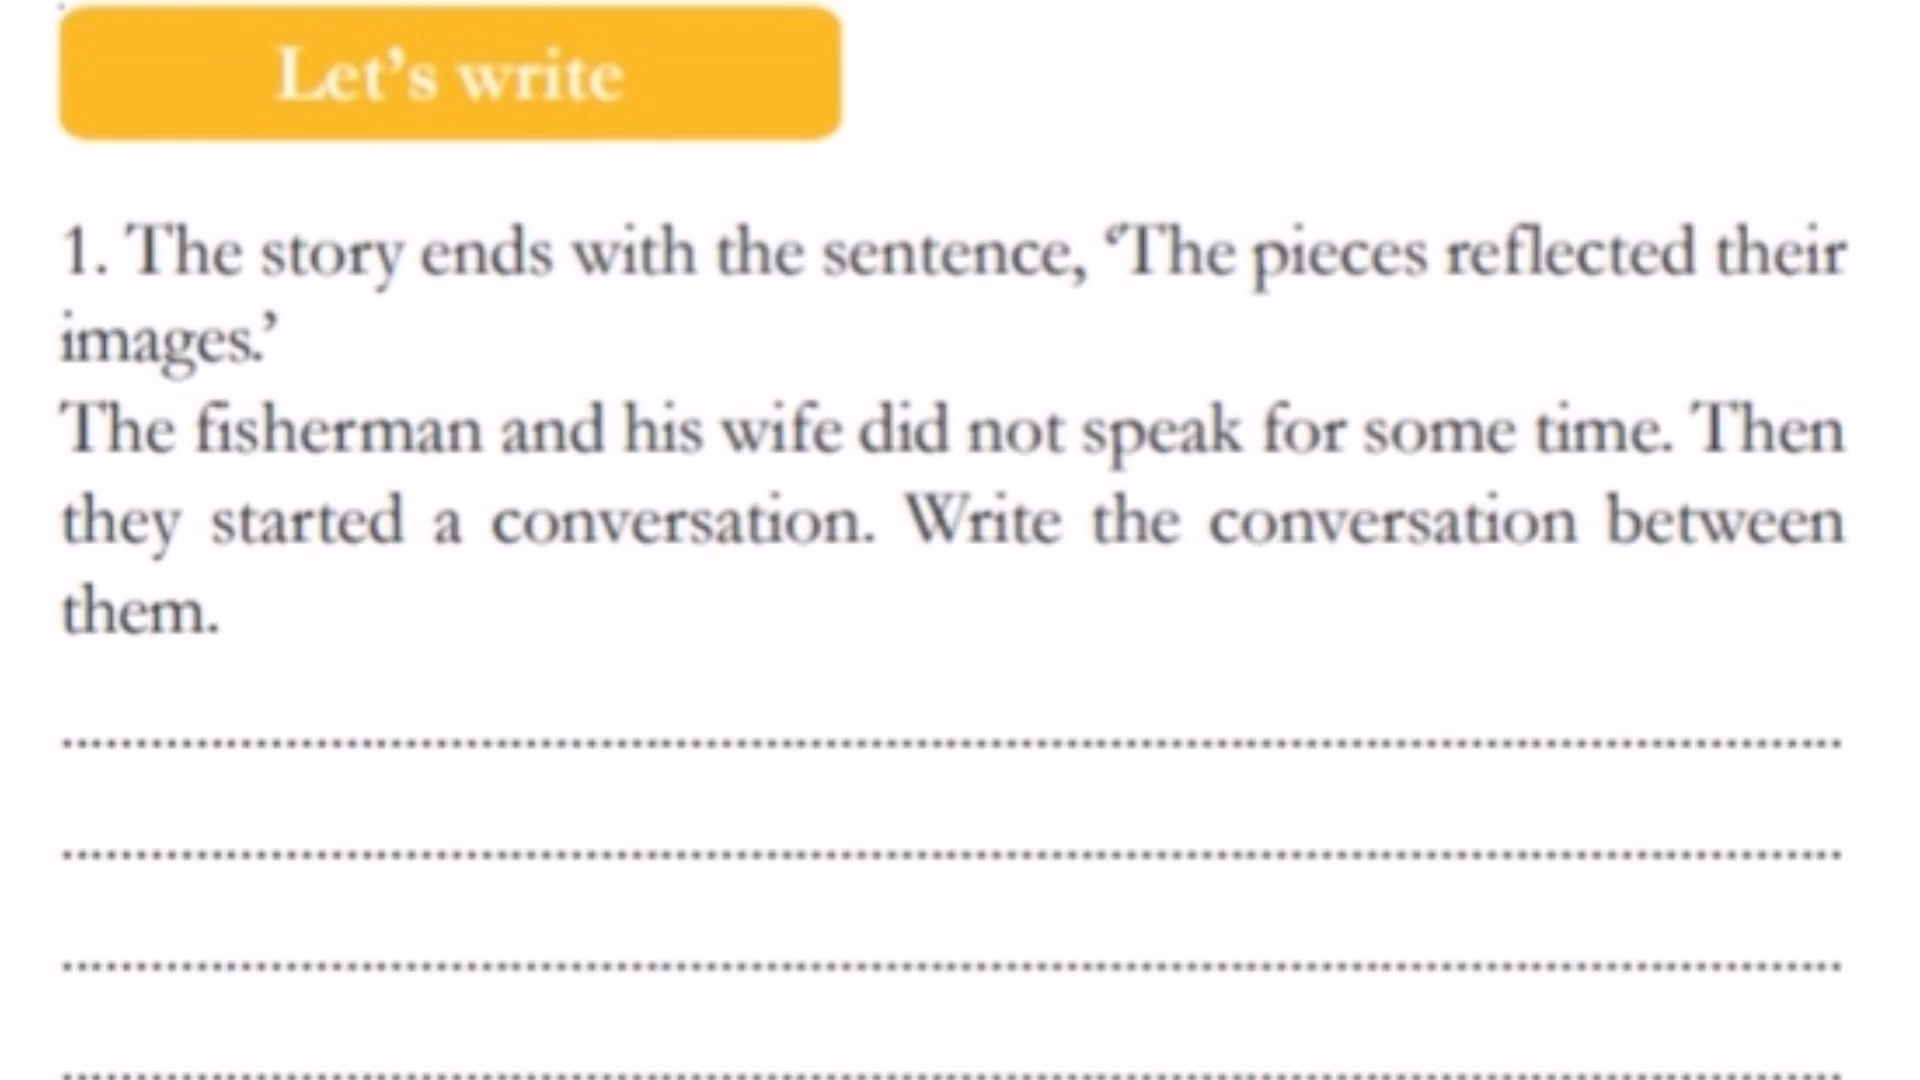 Let's write
1. The story ends with the sentence, ‘The pieces reflected their
images.’
The fisherman and his wife did not speak for some time. Then
they started a conversation. Write the conversation between
them.